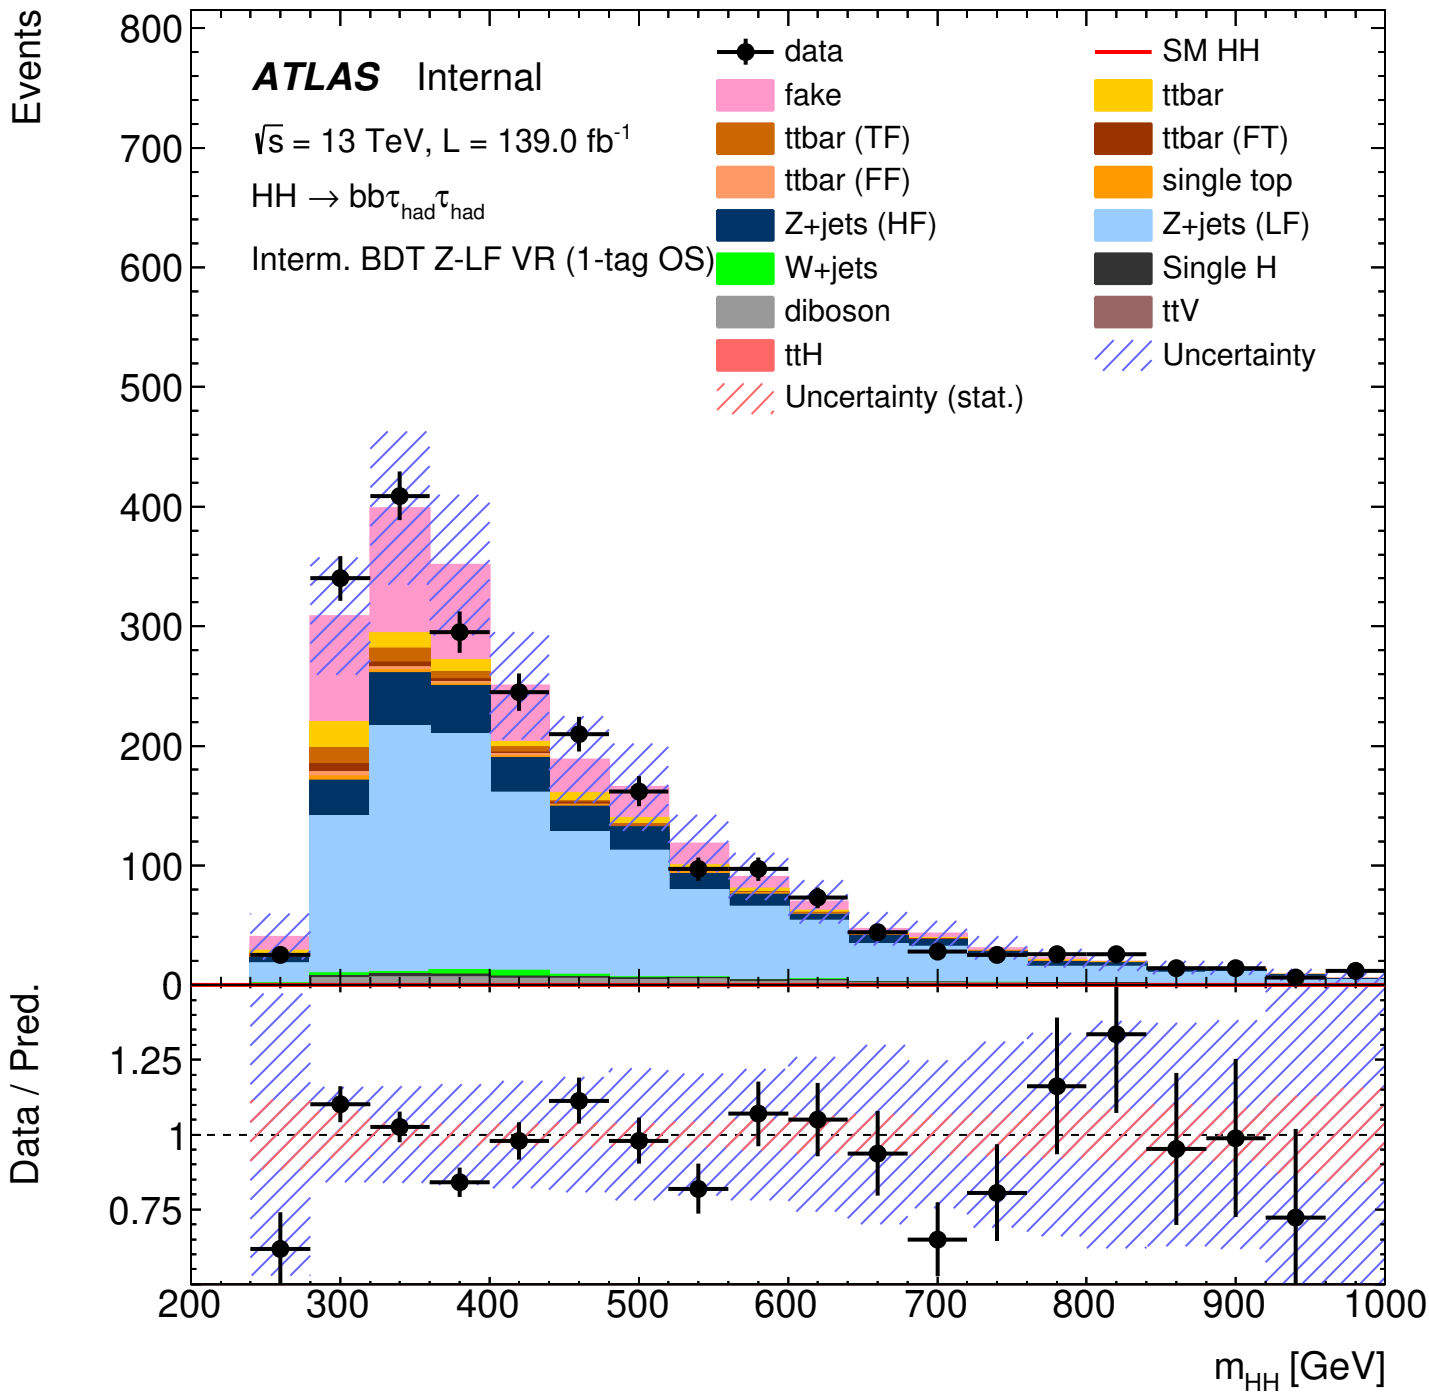 Events
800
700
600
500
400
300
200
100
0
ATLAS Internal
√s = 13 TeV, L = 139.0 fb-1
HH → bbτhadτhad
Interm. BDT Z-LF VR (1-tag OS)
data
SM HH
fake
ttbar
ttbar (TF)
ttbar (FT)
ttbar (FF)
single top
Z+jets (HF)
Z+jets (LF)
W+jets
Single H
diboson
ttV
ttH
Uncertainty
Uncertainty (stat.)
Data / Pred.
1.25
1
0.75
200 300 400 500 600 700 800 900 1000
mHH [GeV]